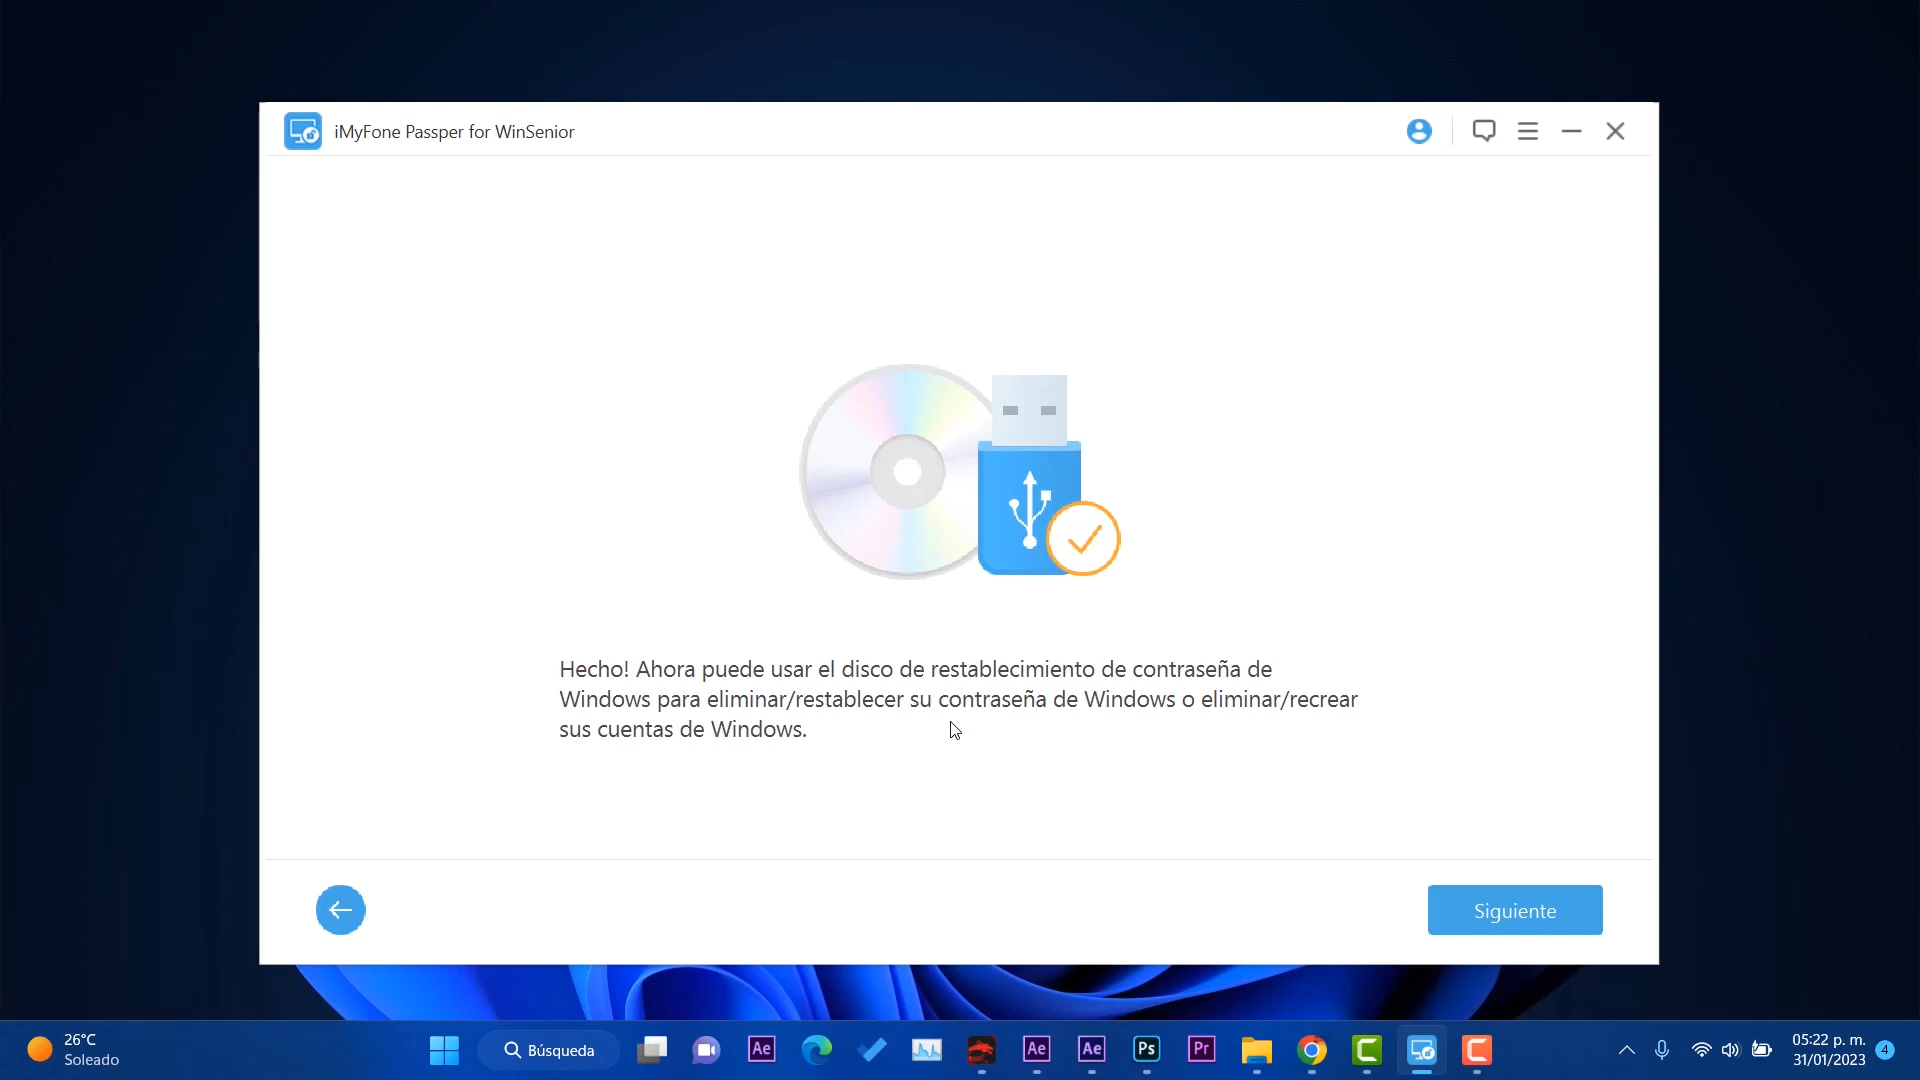 iMyFone Passper for WinSenior
Hecho! Ahora puede usar el disco de restablecimiento de contraseña de
Windows para eliminar/restablecer su contraseña de Windows o eliminar/recrear
sus cuentas de Windows.
Siguiente
26°C
Soleado
Búsqueda
Ae
Ae
Ae
Ps
Pr
05:22 p. m.
31/01/2023
4